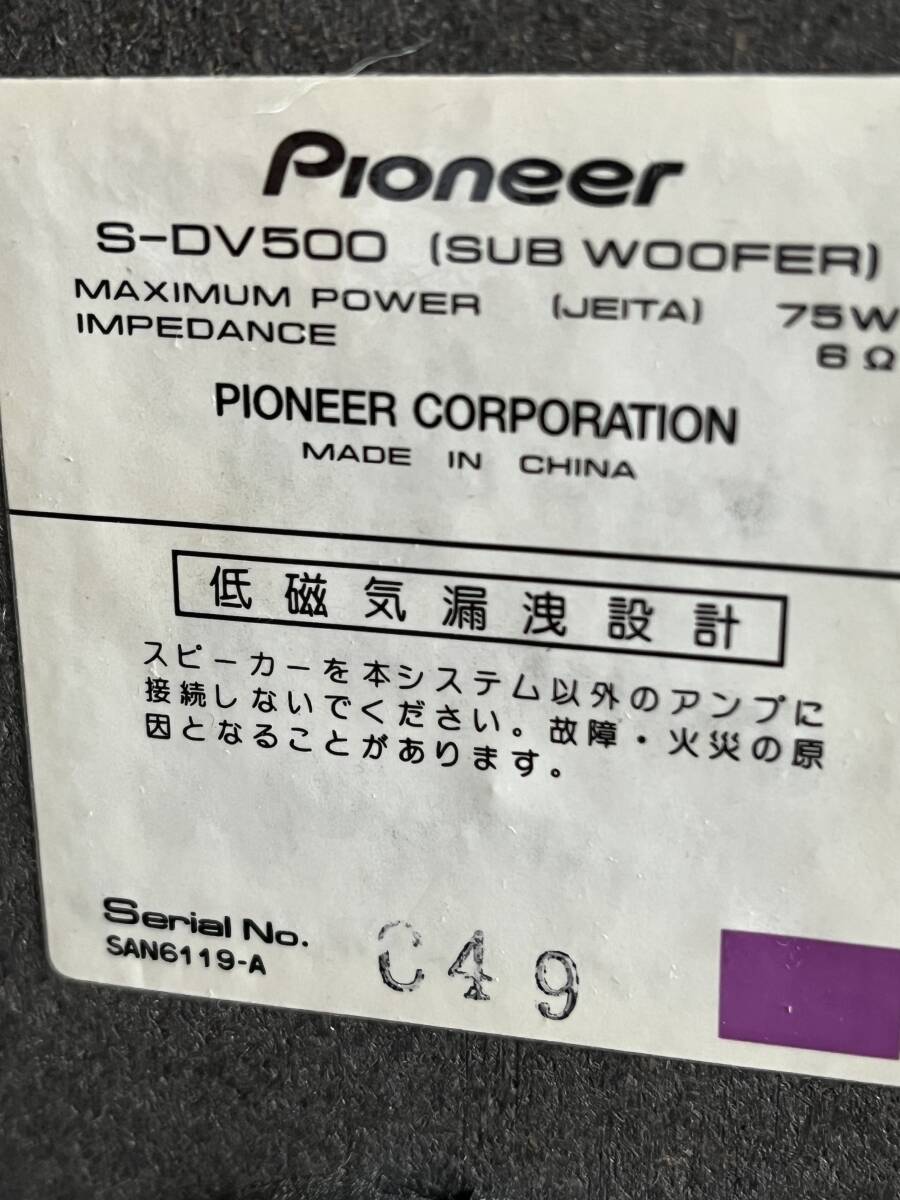 Pioneer
S-DV500 (SUB WOOFER)
MAXIMUM POWER (JEITA) 75W
IMPEDANCE 6Ω
PIONEER CORPORATION
MADE IN CHINA
低磁気漏洩設計
スピーカーを本システム以外のアンプに
接続しないでください。故障・火災の原
因となることがあります。
Serial No. C49
SAN6119-A